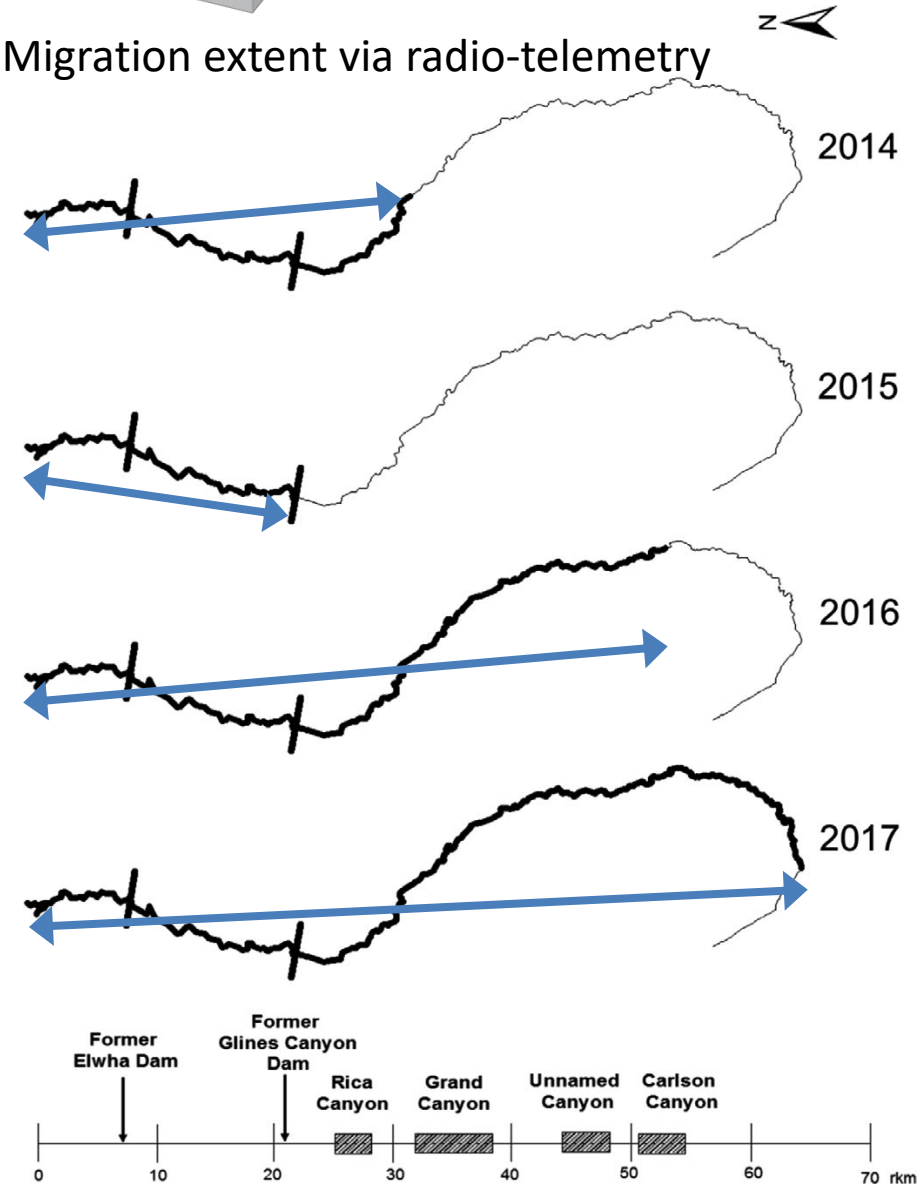 N
Migration extent via radio-telemetry
2014
2015
2016
2017
Former
Elwha Dam
Former
Glines Canyon
Dam
Rica
Canyon
Grand
Canyon
Unnamed
Canyon
Carlson
Canyon
0 10 20 30 40 50 60 70 rkm